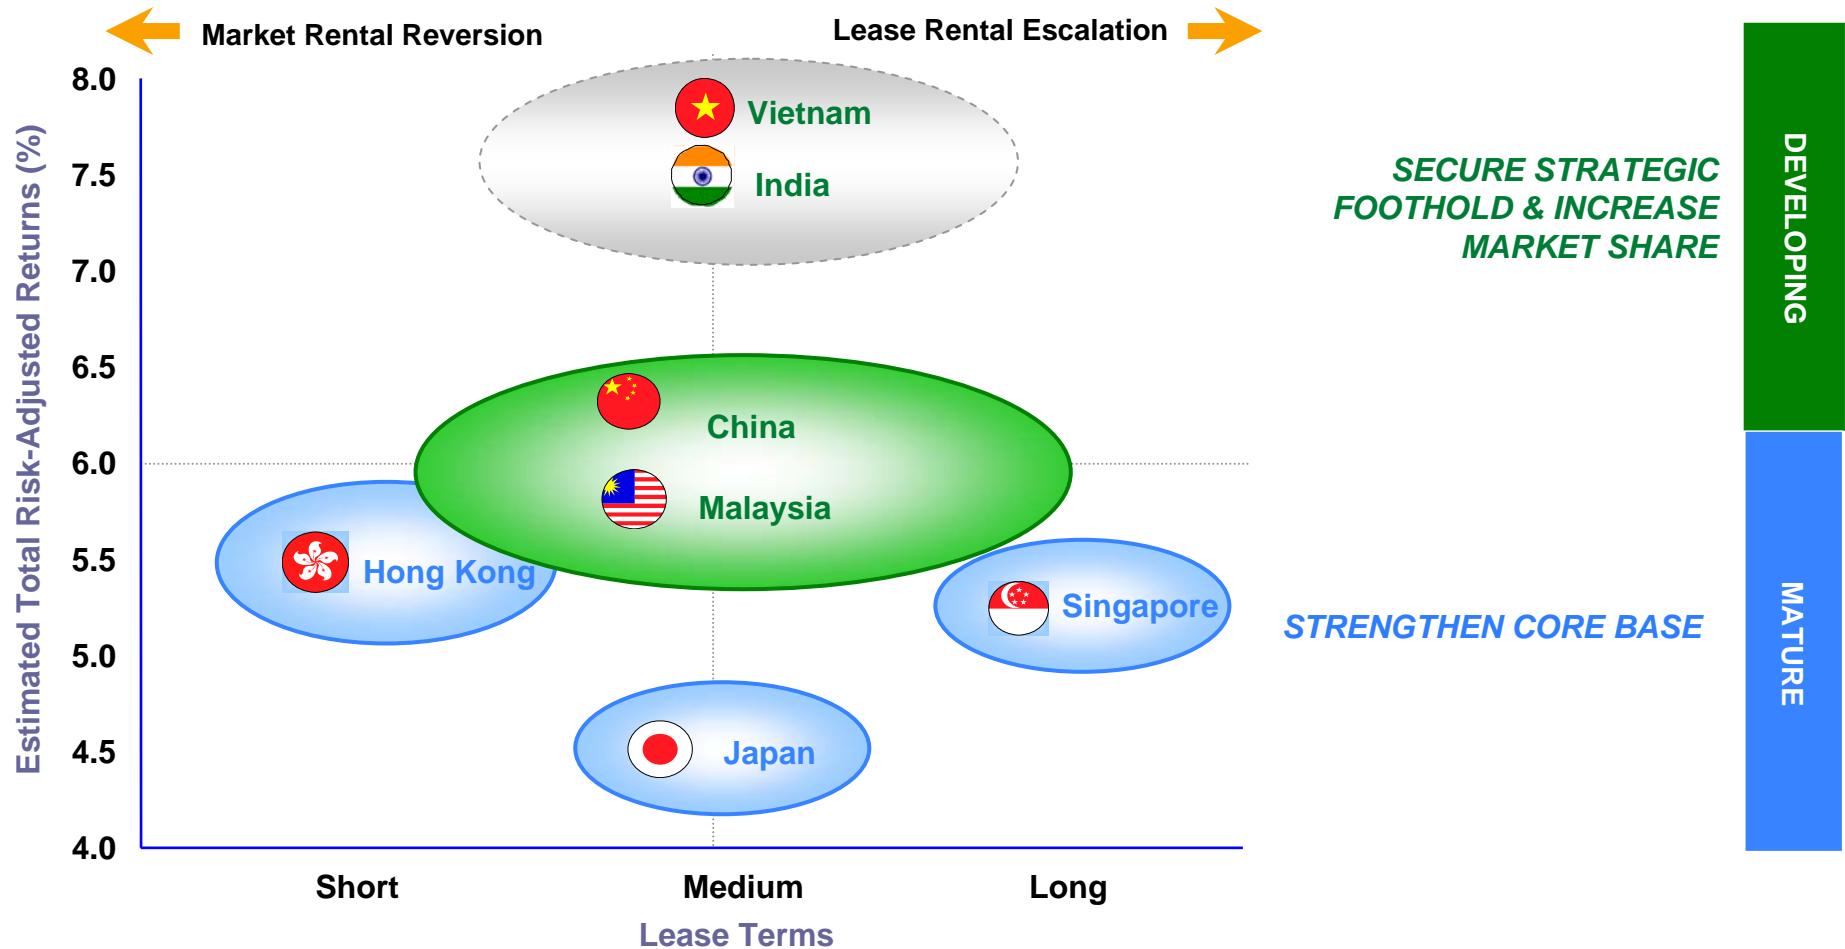 Market Rental Reversion
Lease Rental Escalation
Estimated Total Risk-Adjusted Returns (%)
8.0
7.5
7.0
6.5
6.0
5.5
5.0
4.5
4.0
Vietnam
India
China
Malaysia
Hong Kong
Singapore
Japan
Short
Medium
Long
Lease Terms
SECURE STRATEGIC
FOOTHOLD & INCREASE
MARKET SHARE
STRENGTHEN CORE BASE
DEVELOPING
MATURE